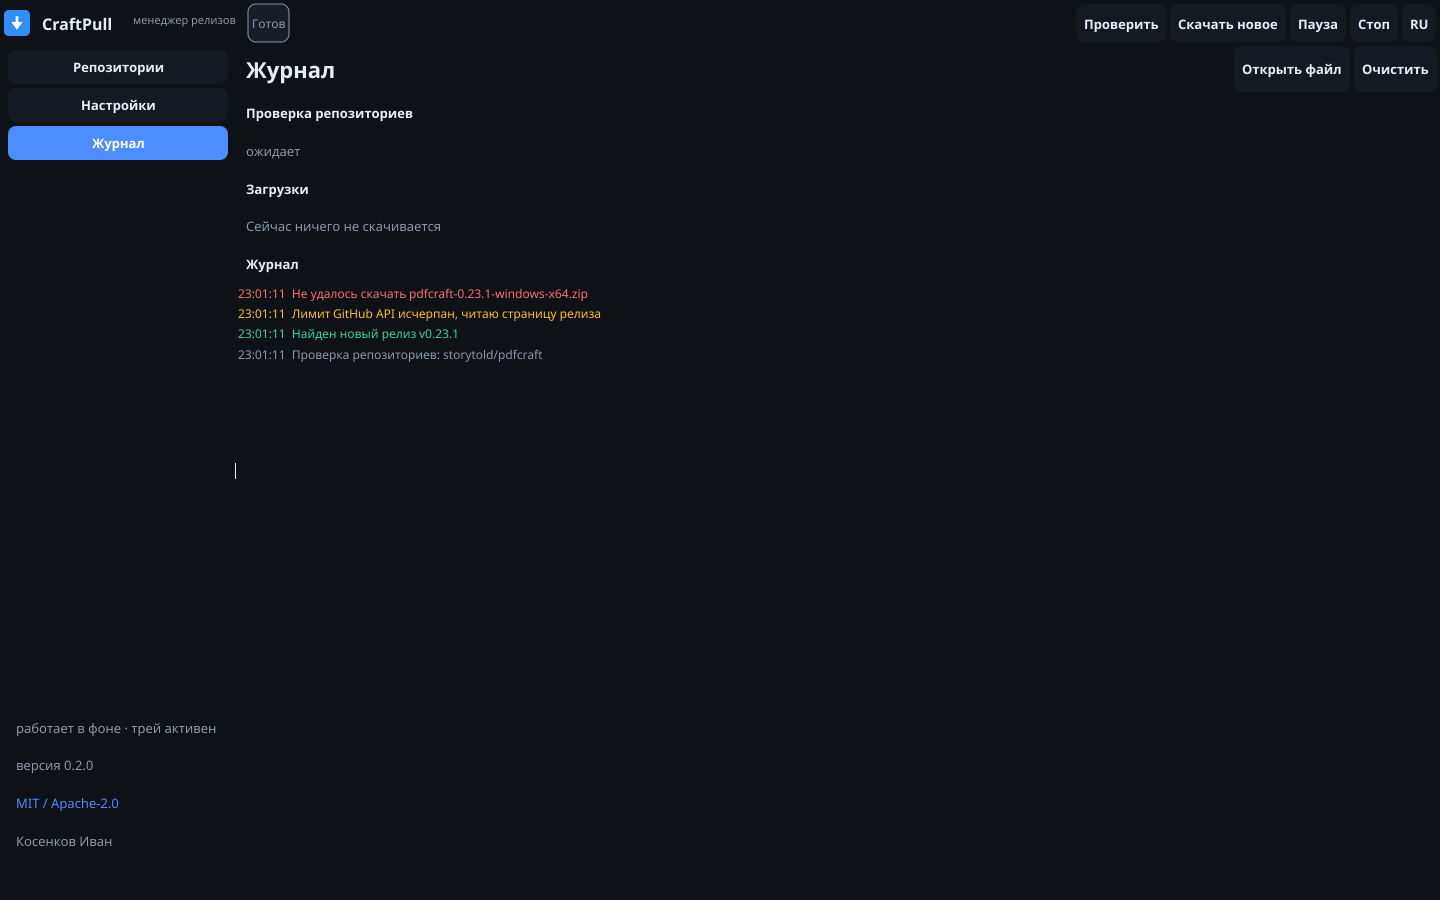 CraftPull менеджер релизов Готов Проверить Скачать новое Пауза Стоп RU
Репозитории
Настройки
Журнал
Журнал Открыть файл Очистить
Проверка репозиториев
ожидает
Загрузки
Сейчас ничего не скачивается
Журнал
23:01:11 Не удалось скачать pdfcraft-0.23.1-windows-x64.zip
23:01:11 Лимит GitHub API исчерпан, читаю страницу релиза
23:01:11 Найден новый релиз v0.23.1
23:01:11 Проверка репозиториев: storytold/pdfcraft
работает в фоне · трей активен
версия 0.2.0
MIT / Apache-2.0
Косенков Иван